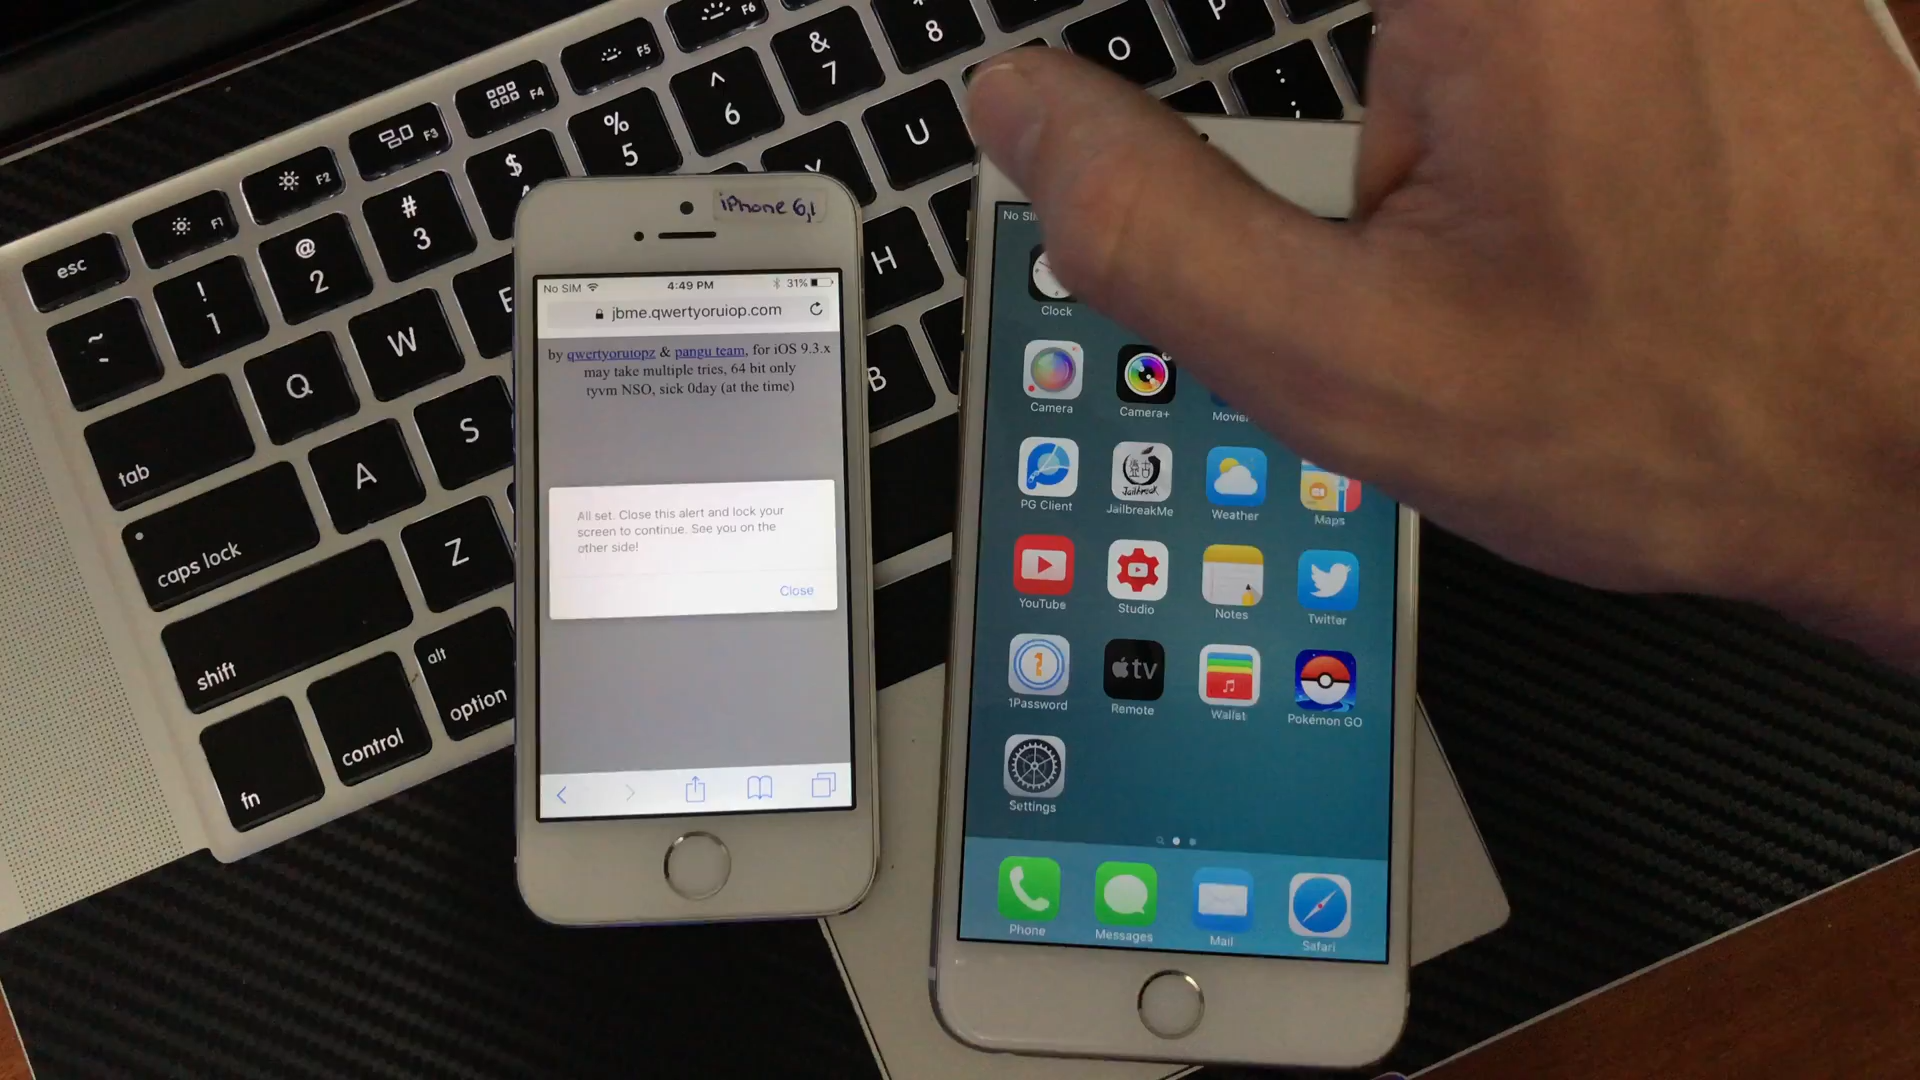 esc
F1
F2
F3
F4
F5
F6
~
!
1
@
2
#
3
$
%
5
^
6
&
7
8
O
P
:
;
tab
Q
W
E
Y
U
caps lock
A
S
H
shift
Z
B
fn
control
alt
option
iPhone 6,1
No SIM
4:49 PM
31%
jbme.qwertyoruiop.com
by qwertyoruiopz & pangu team, for iOS 9.3.x
may take multiple tries, 64 bit only
tyvm NSO, sick 0day (at the time)
All set. Close this alert and lock your
screen to continue. See you on the
other side!
Close
No SI
Clock
Camera
Camera+
PG Client
JailbreakMe
Jailbreak
Weather
Maps
YouTube
Studio
Notes
Twitter
1Password
tv
Remote
Wallet
Pokémon GO
Settings
Phone
Messages
Mail
Safari